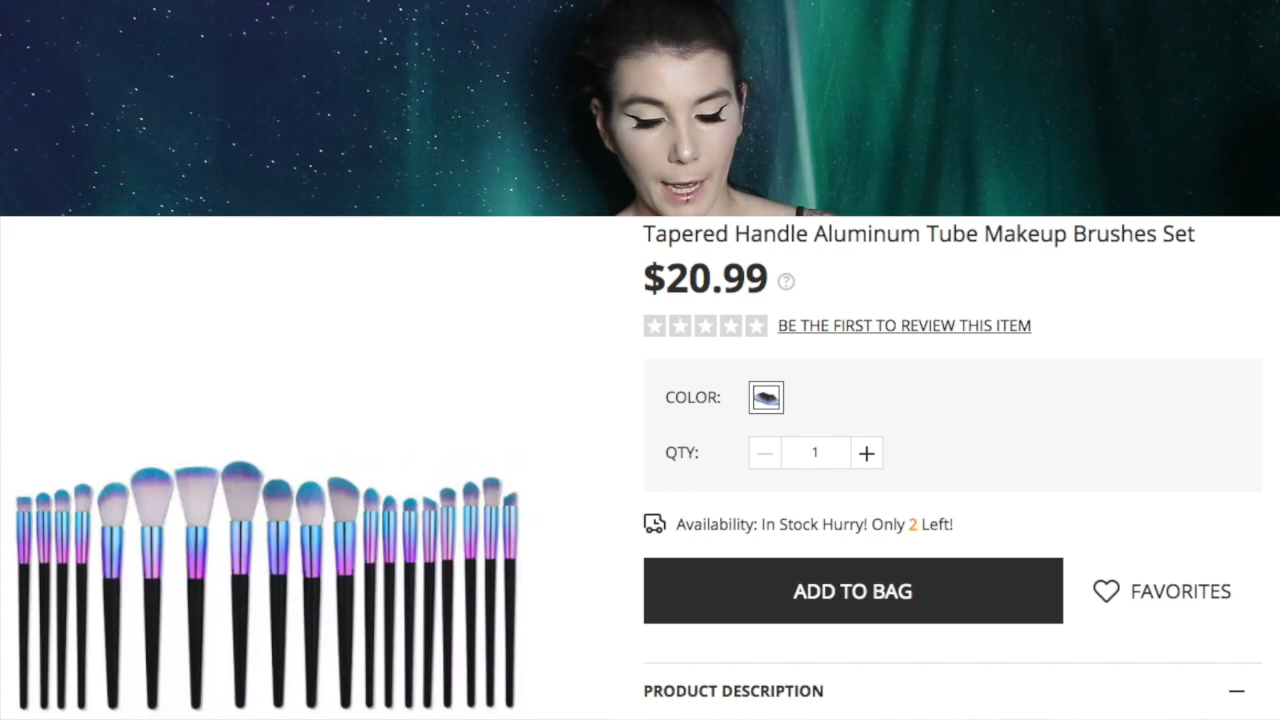 Tapered Handle Aluminum Tube Makeup Brushes Set
$20.99 ?
BE THE FIRST TO REVIEW THIS ITEM
COLOR:
QTY: — 1 +
Availability: In Stock Hurry! Only 2 Left!
ADD TO BAG FAVORITES
PRODUCT DESCRIPTION —